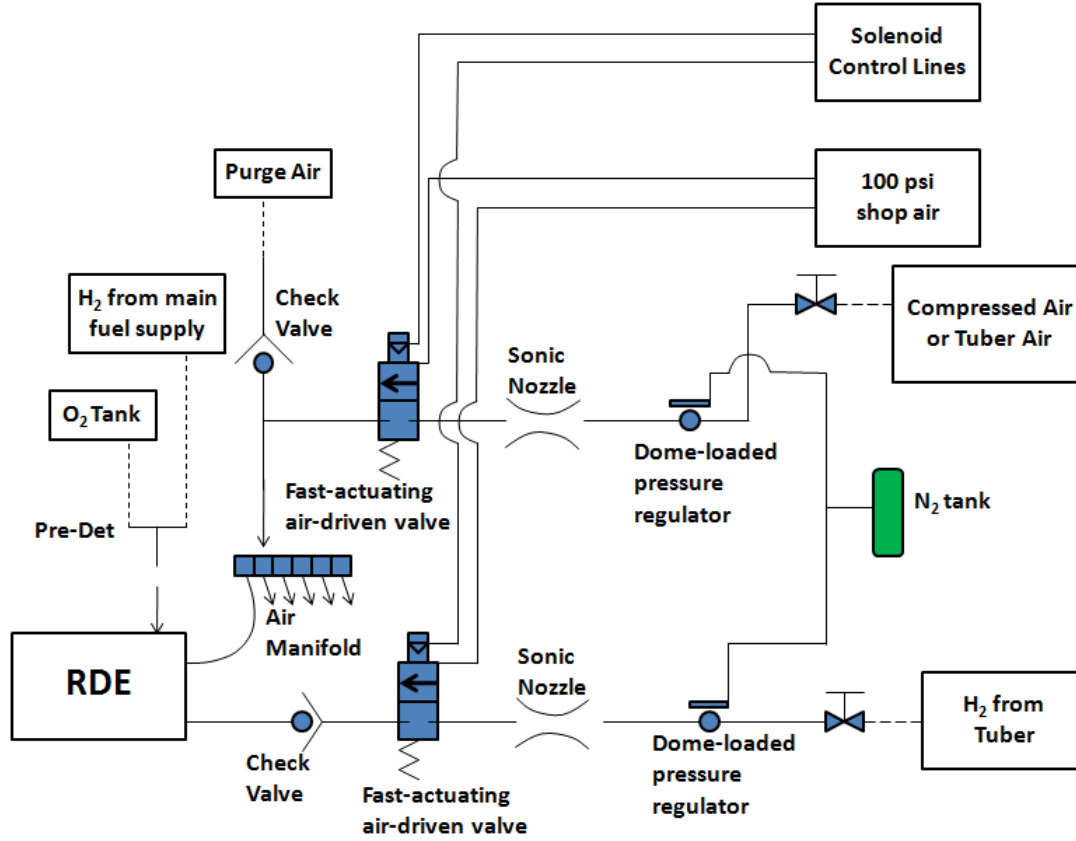 Solenoid
Control Lines
Purge Air
100 psi
shop air
H₂ from main
fuel supply
Check
Valve
Compressed Air
or Tuber Air
Sonic
Nozzle
O₂ Tank
Dome-loaded
pressure
regulator
Fast-actuating
air-driven valve
N₂ tank
Pre-Det
Air
Manifold
RDE
Sonic
Nozzle
H₂ from
Tuber
Check
Valve
Dome-loaded
pressure
regulator
Fast-actuating
air-driven valve